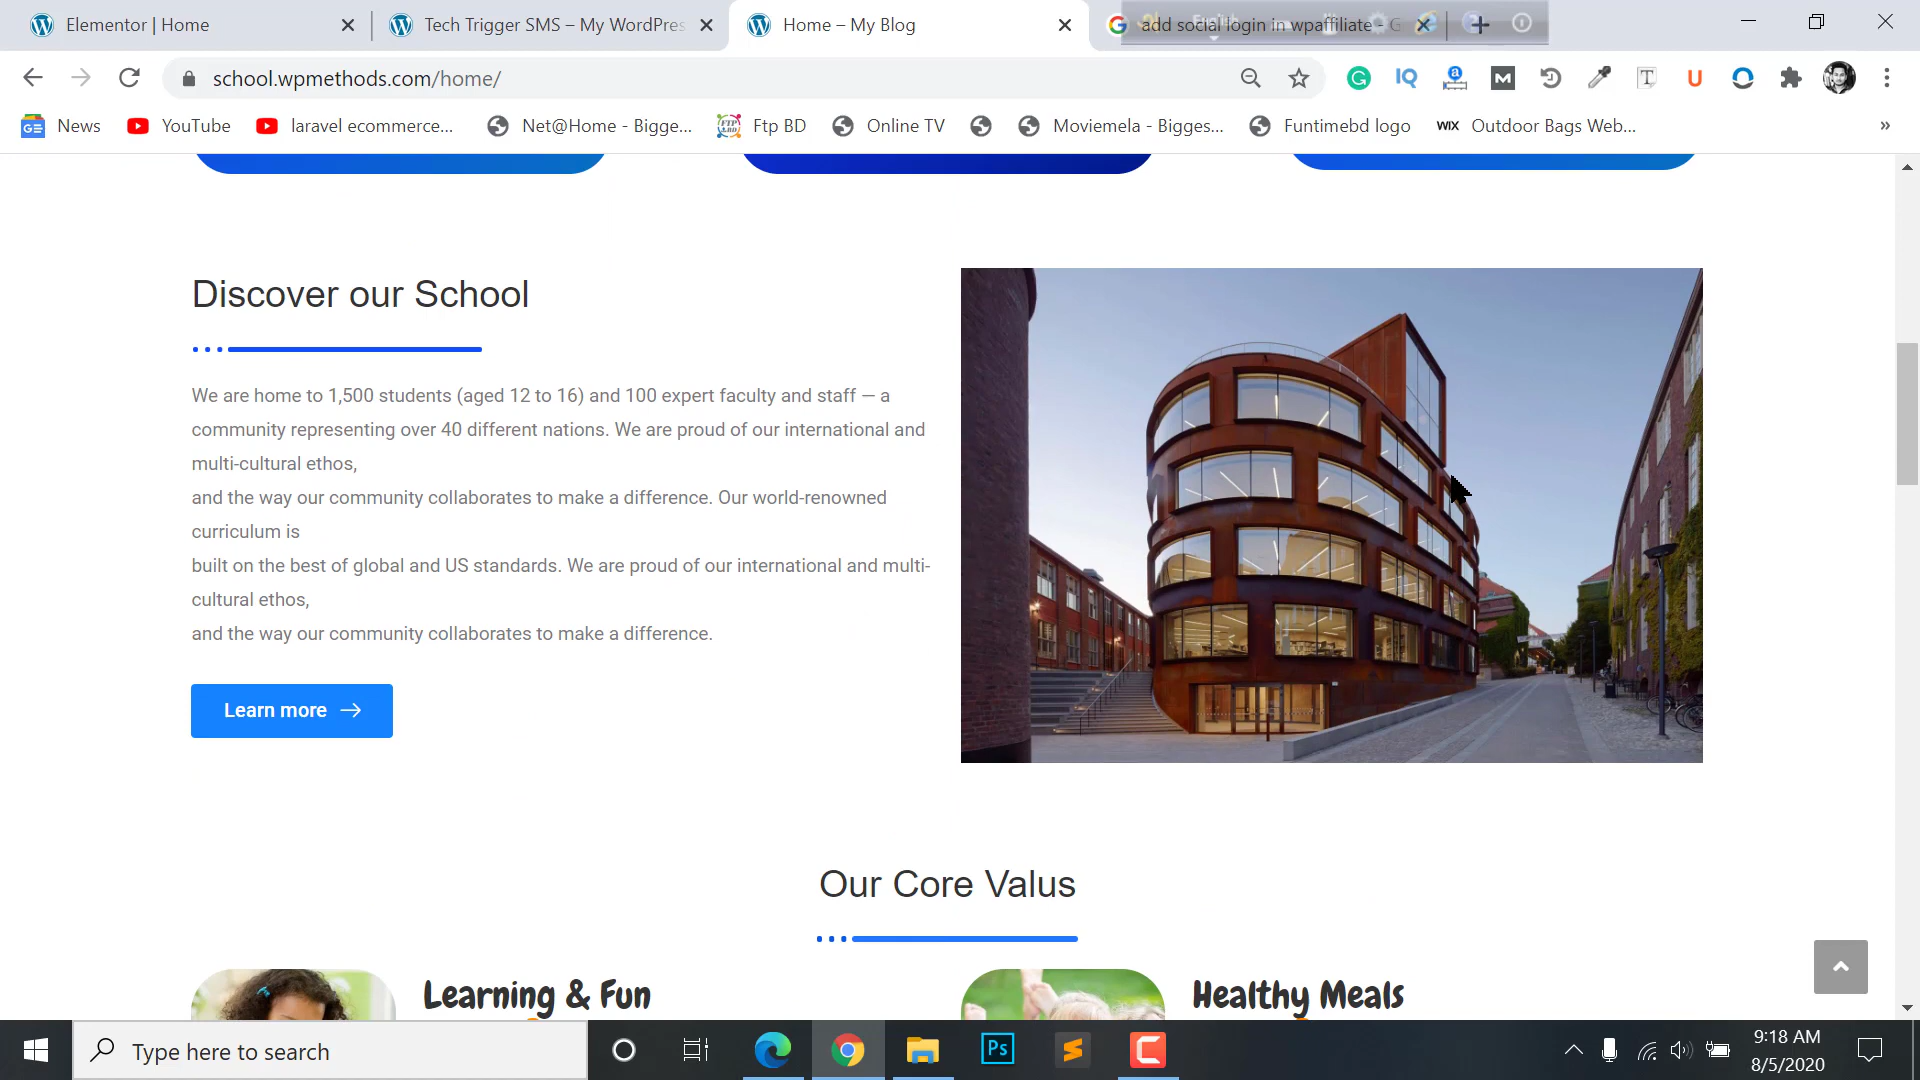 Elementor | Home
Tech Trigger SMS – My WordPres
Home – My Blog
add social login in wpaffiliate - G
school.wpmethods.com/home/
News
YouTube
laravel ecommerce...
Net@Home - Bigge...
Ftp BD
Online TV
Moviemela - Bigges...
Funtimebd logo
WIX Outdoor Bags Web...
Discover our School
We are home to 1,500 students (aged 12 to 16) and 100 expert faculty and staff — a
community representing over 40 different nations. We are proud of our international and
multi-cultural ethos,
and the way our community collaborates to make a difference. Our world-renowned
curriculum is
built on the best of global and US standards. We are proud of our international and multi-
cultural ethos,
and the way our community collaborates to make a difference.
Learn more
Our Core Valus
Learning & Fun
Healthy Meals
Type here to search
Ps
9:18 AM
8/5/2020